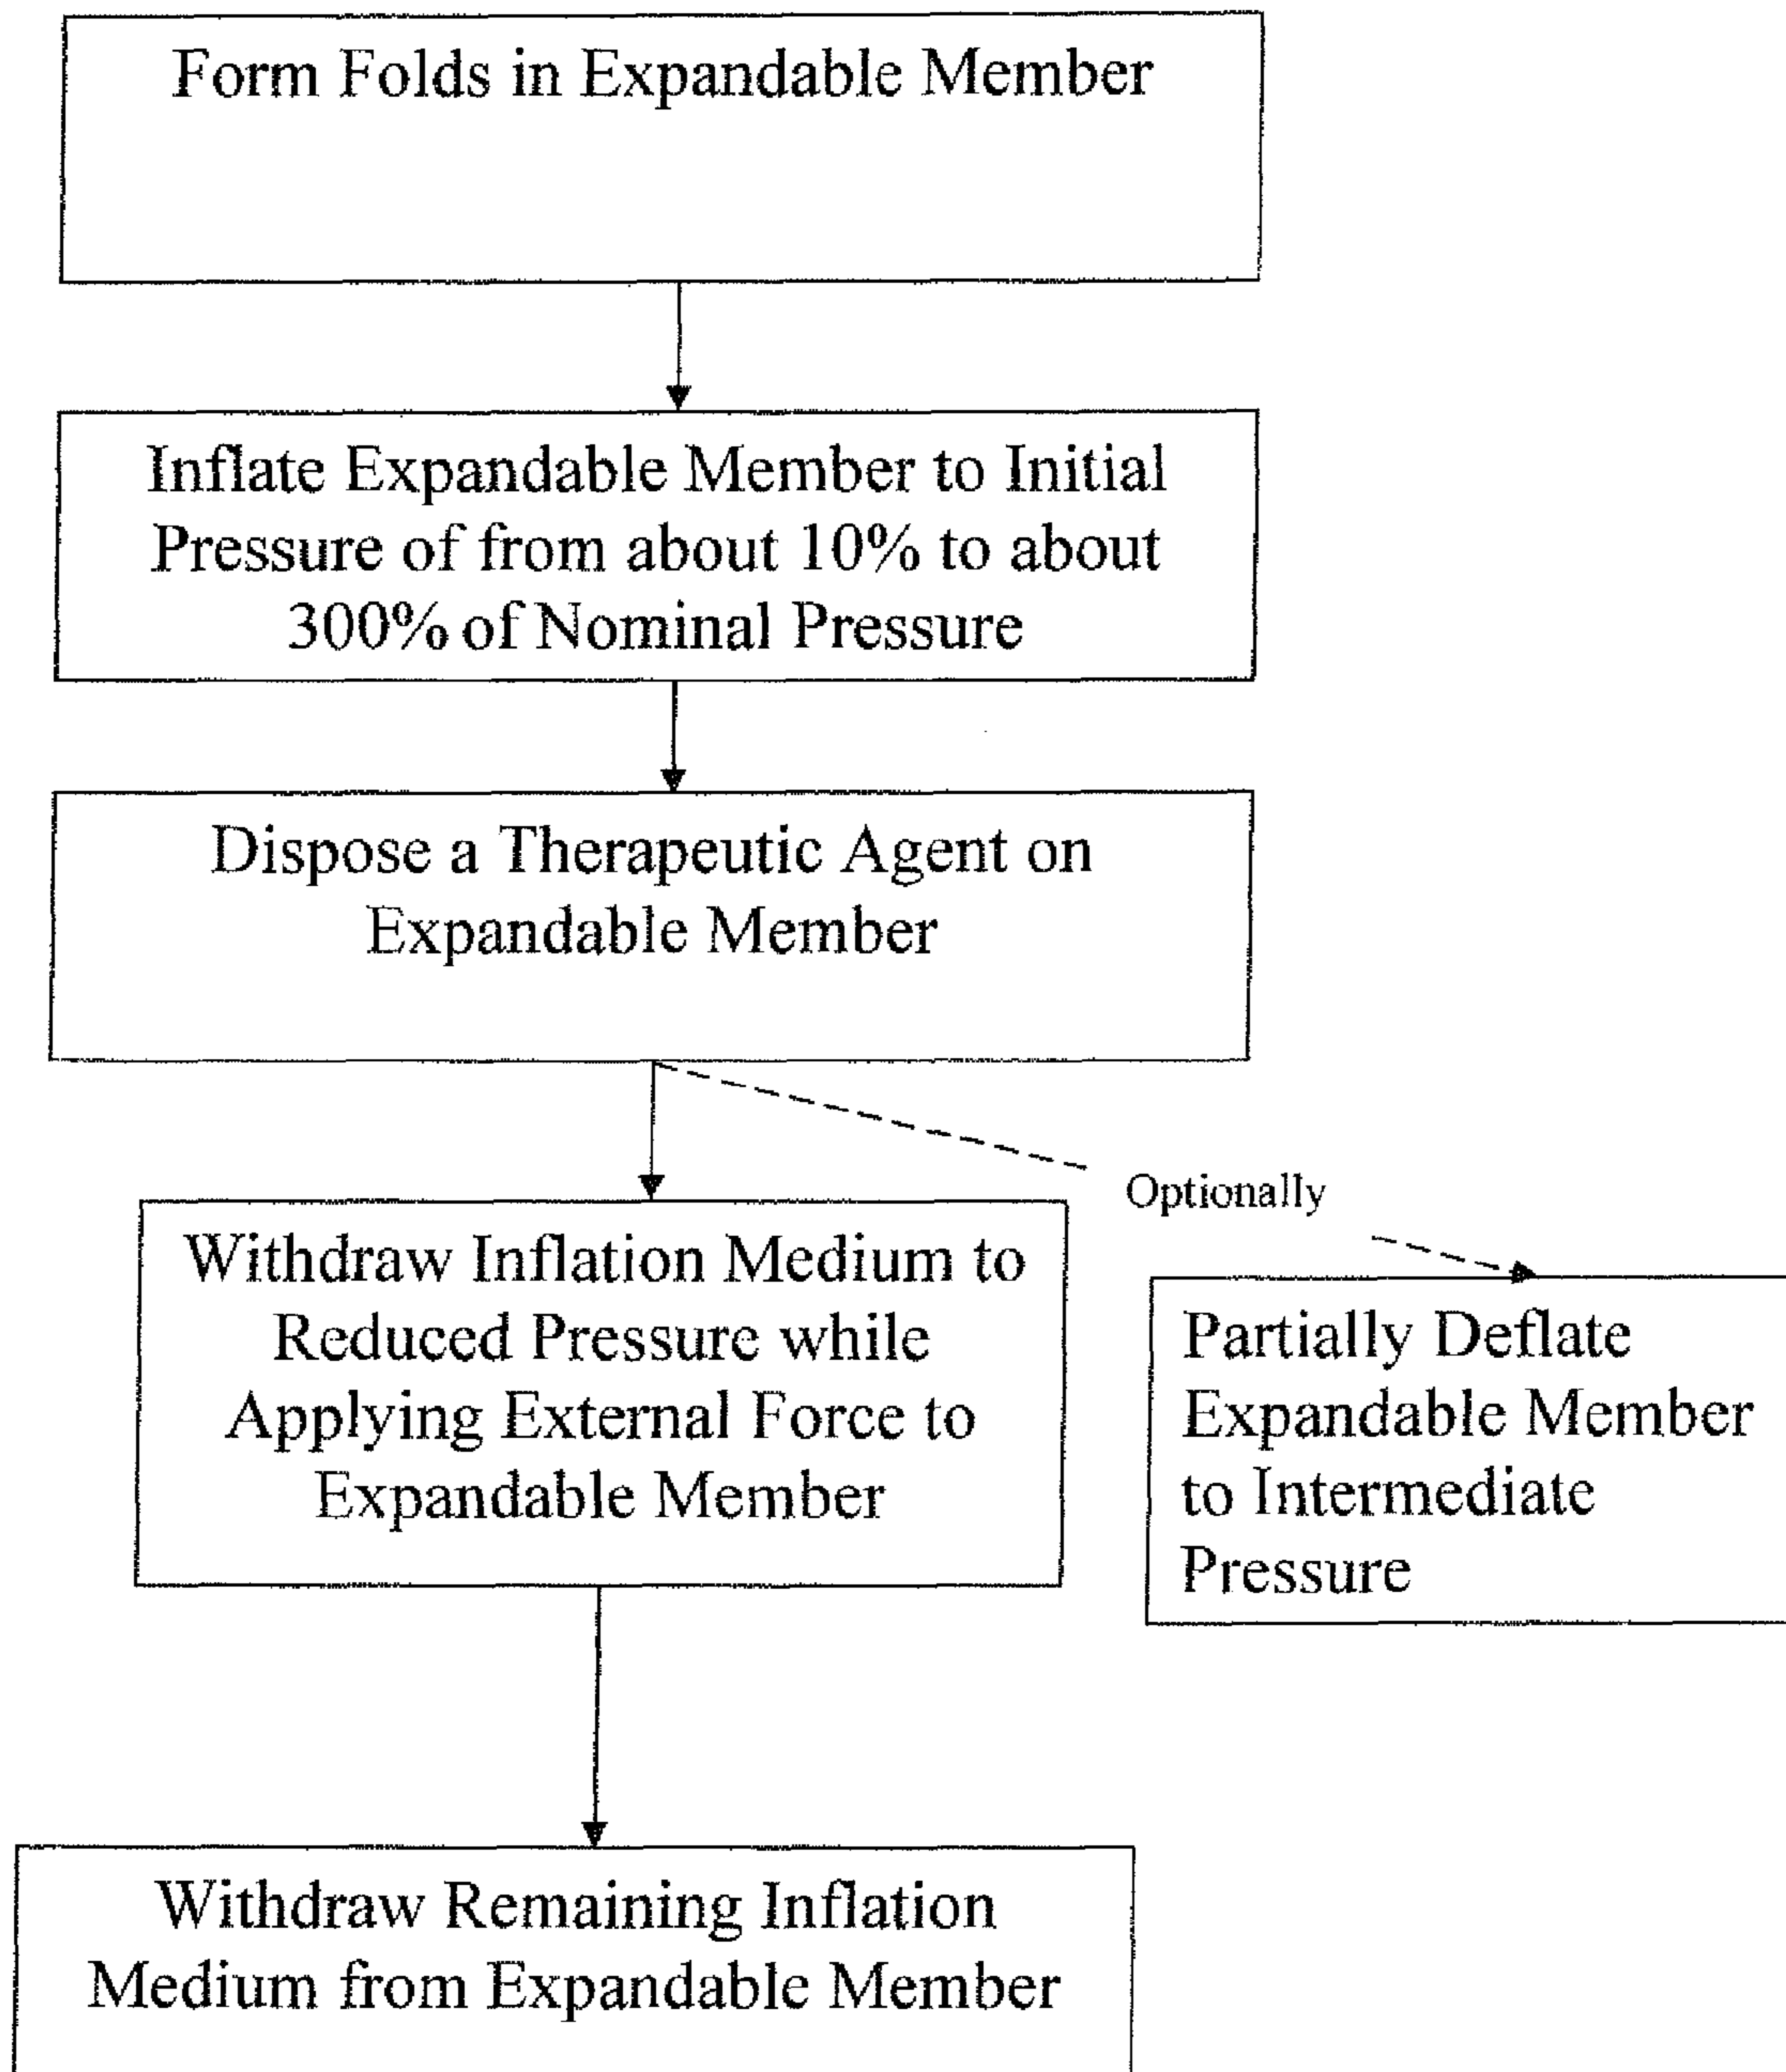 Form Folds in Expandable Member
Inflate Expandable Member to Initial
Pressure of from about 10% to about
300% of Nominal Pressure
Dispose a Therapeutic Agent on
Expandable Member
Optionally
Withdraw Inflation Medium to
Reduced Pressure while
Applying External Force to
Expandable Member
Partially Deflate
Expandable Member
to Intermediate
Pressure
Withdraw Remaining Inflation
Medium from Expandable Member